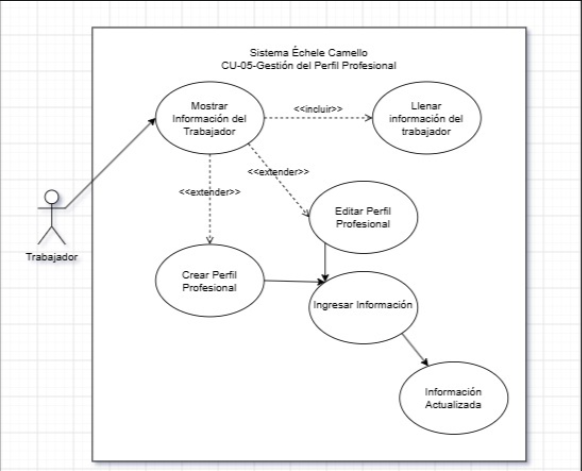 Sistema Échele Camello
CU-05-Gestión del Perfil Profesional
Mostrar
Información del
Trabajador
<<incluir>>
Llenar
información del
trabajador
<<extender>>
<<extender>>
Editar Perfil
Profesional
Trabajador
Crear Perfil
Profesional
Ingresar Información
Información
Actualizada